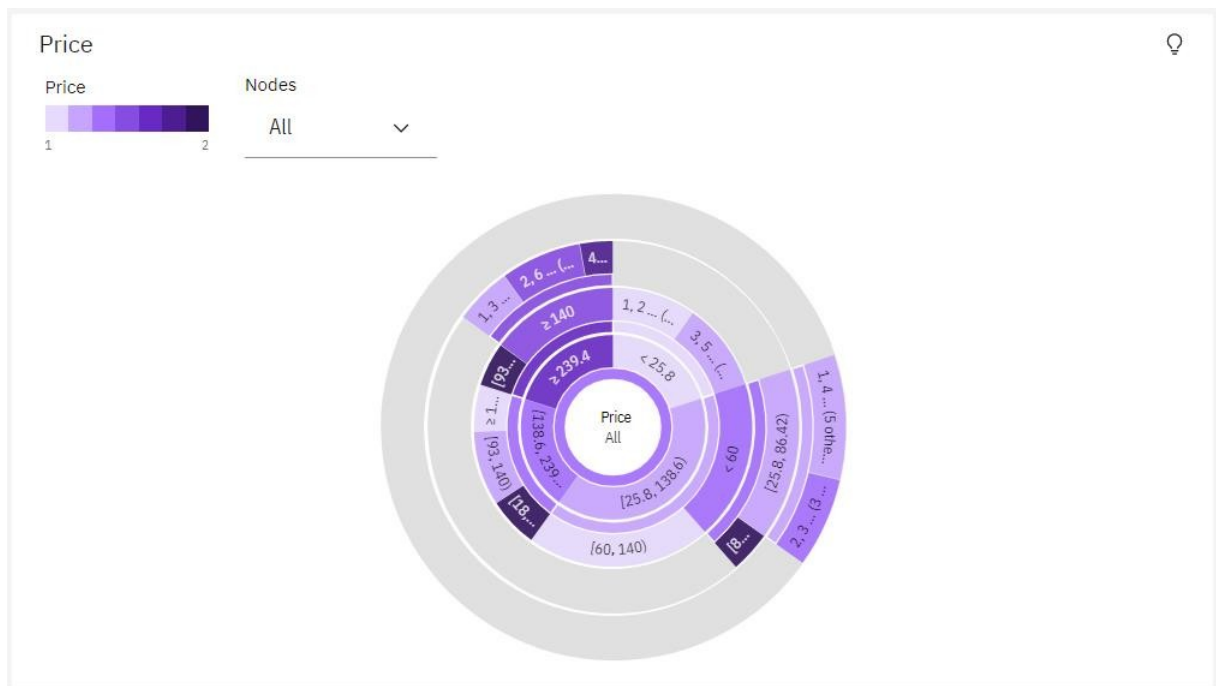 Price
Price
Nodes
All
1
2
4...
2, 6 ... (...
1, 3 ...
1, 2 ... (...
≥ 140
3, 5 ... (...
[93...
≥ 239.4
< 25.8
1, 4 ... (5 othe...
≥ 1...
[138.6, 239...
Price
All
< 60
[25.8, 86.42)
[93, 140)
[25.8, 138.6)
[18,...
2, 3 ... (3 ...
[60, 140)
[8...